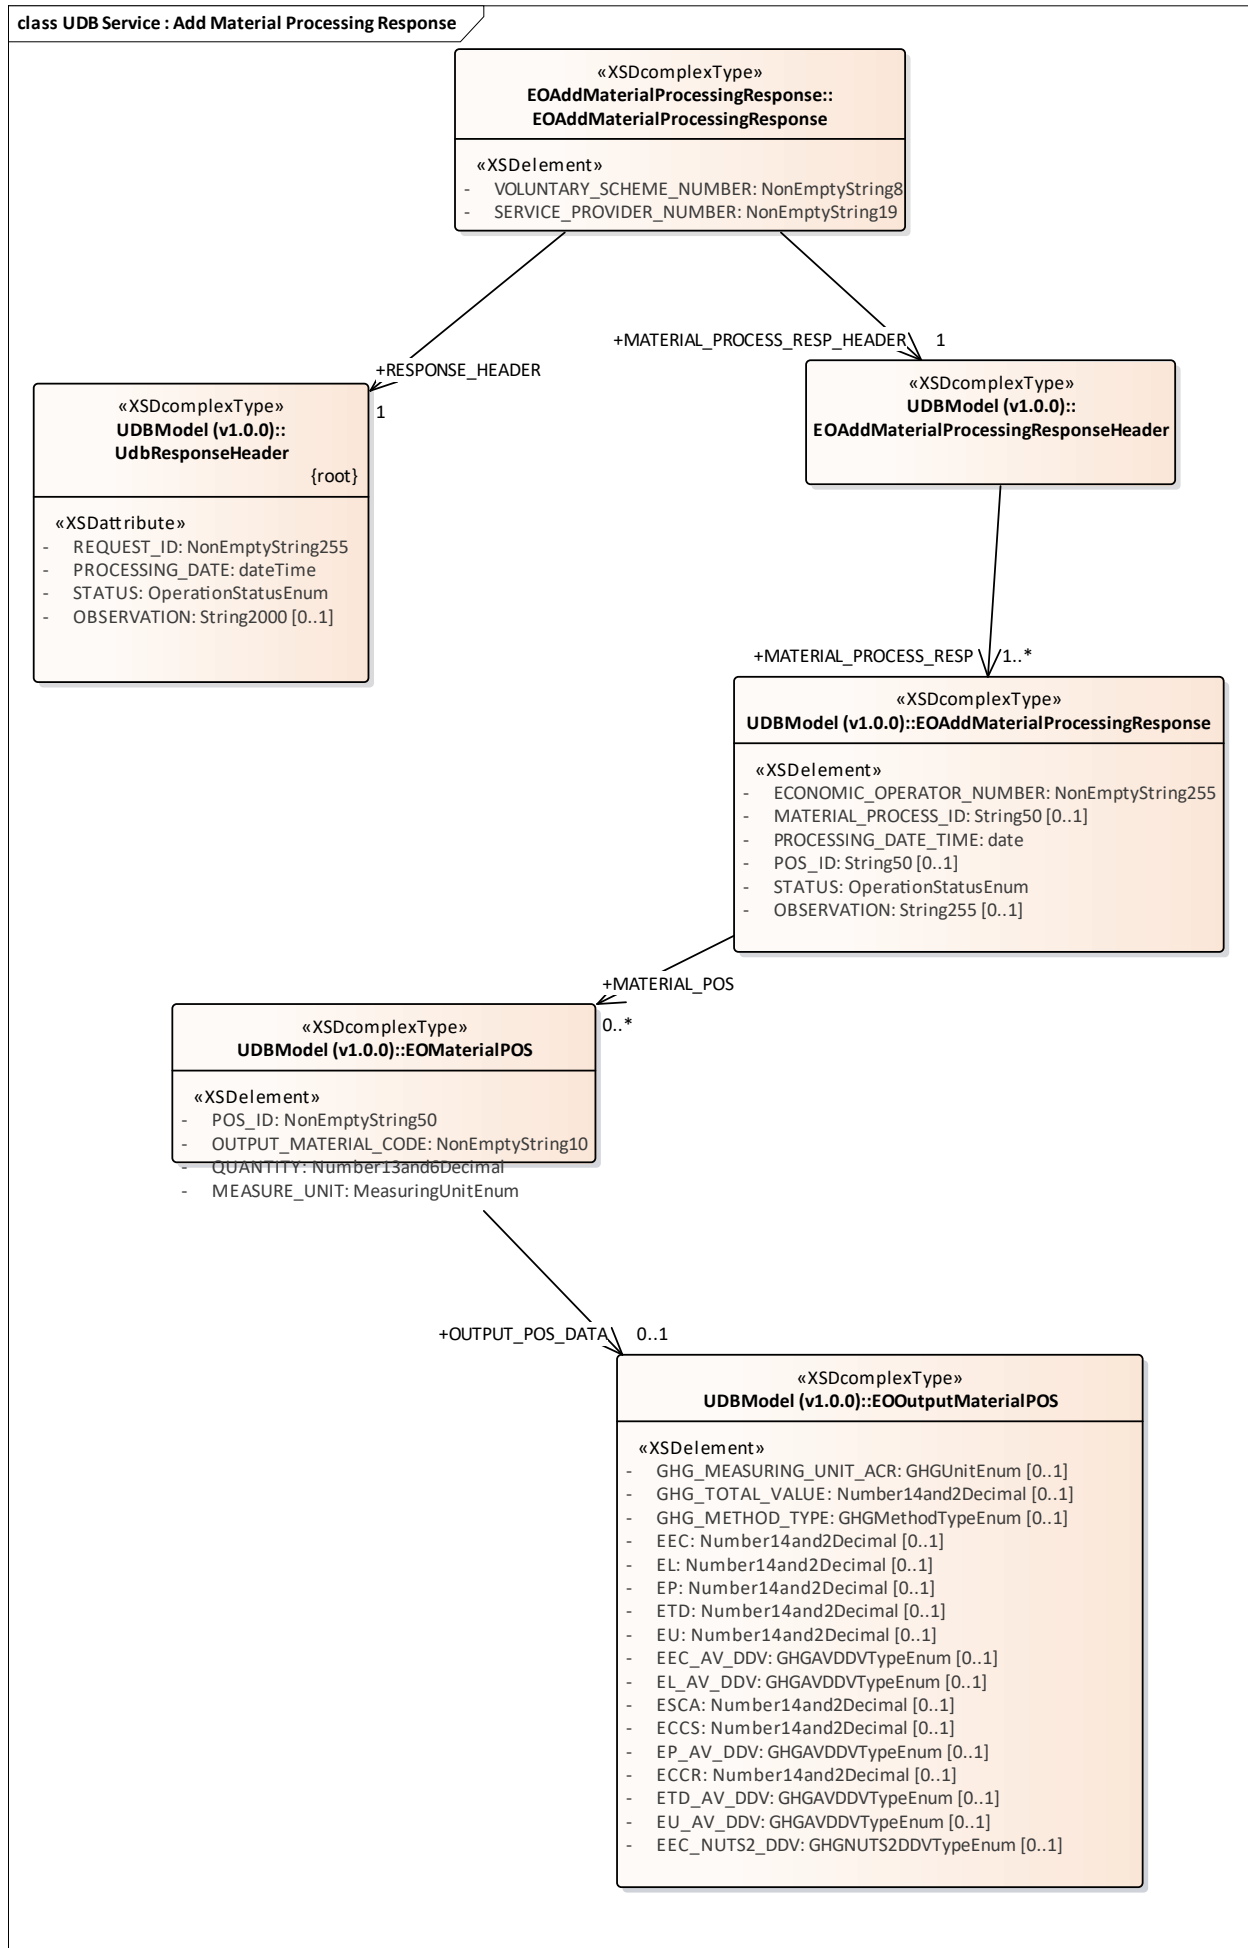 class UDB Service : Add Material Processing Response
«XSDcomplexType»
EOAddMaterialProcessingResponse::
EOAddMaterialProcessingResponse
«XSDelement»
- VOLUNTARY_SCHEME_NUMBER: NonEmptyString8
- SERVICE_PROVIDER_NUMBER: NonEmptyString19
+MATERIAL_PROCESS_RESP_HEADER 1
+RESPONSE_HEADER
1
«XSDcomplexType»
UDBModel (v1.0.0)::
UdbResponseHeader
{root}
«XSDattribute»
- REQUEST_ID: NonEmptyString255
- PROCESSING_DATE: dateTime
- STATUS: OperationStatusEnum
- OBSERVATION: String2000 [0..1]
«XSDcomplexType»
UDBModel (v1.0.0)::
EOAddMaterialProcessingResponseHeader
+MATERIAL_PROCESS_RESP 1..*
«XSDcomplexType»
UDBModel (v1.0.0)::EOAddMaterialProcessingResponse
«XSDelement»
- ECONOMIC_OPERATOR_NUMBER: NonEmptyString255
- MATERIAL_PROCESS_ID: String50 [0..1]
- PROCESSING_DATE_TIME: date
- POS_ID: String50 [0..1]
- STATUS: OperationStatusEnum
- OBSERVATION: String255 [0..1]
+MATERIAL_POS
0..*
«XSDcomplexType»
UDBModel (v1.0.0)::EOMaterialPOS
«XSDelement»
- POS_ID: NonEmptyString50
- OUTPUT_MATERIAL_CODE: NonEmptyString10
- QUANTITY: Number13and6Decimal
- MEASURE_UNIT: MeasuringUnitEnum
+OUTPUT_POS_DATA 0..1
«XSDcomplexType»
UDBModel (v1.0.0)::EOOutputMaterialPOS
«XSDelement»
- GHG_MEASURING_UNIT_ACR: GHGUnitEnum [0..1]
- GHG_TOTAL_VALUE: Number14and2Decimal [0..1]
- GHG_METHOD_TYPE: GHGMethodTypeEnum [0..1]
- EEC: Number14and2Decimal [0..1]
- EL: Number14and2Decimal [0..1]
- EP: Number14and2Decimal [0..1]
- ETD: Number14and2Decimal [0..1]
- EU: Number14and2Decimal [0..1]
- EEC_AV_DDV: GHGAVDDVTypeEnum [0..1]
- EL_AV_DDV: GHGAVDDVTypeEnum [0..1]
- ESCA: Number14and2Decimal [0..1]
- ECCS: Number14and2Decimal [0..1]
- EP_AV_DDV: GHGAVDDVTypeEnum [0..1]
- ECCR: Number14and2Decimal [0..1]
- ETD_AV_DDV: GHGAVDDVTypeEnum [0..1]
- EU_AV_DDV: GHGAVDDVTypeEnum [0..1]
- EEC_NUTS2_DDV: GHGNUTS2DDVTypeEnum [0..1]